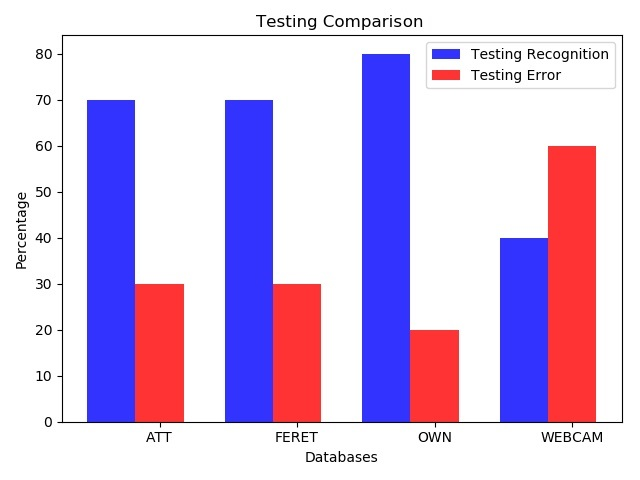 Testing Comparison
Testing Recognition
Testing Error
Percentage
80
70
60
50
40
30
20
10
0
ATT FERET OWN WEBCAM
Databases